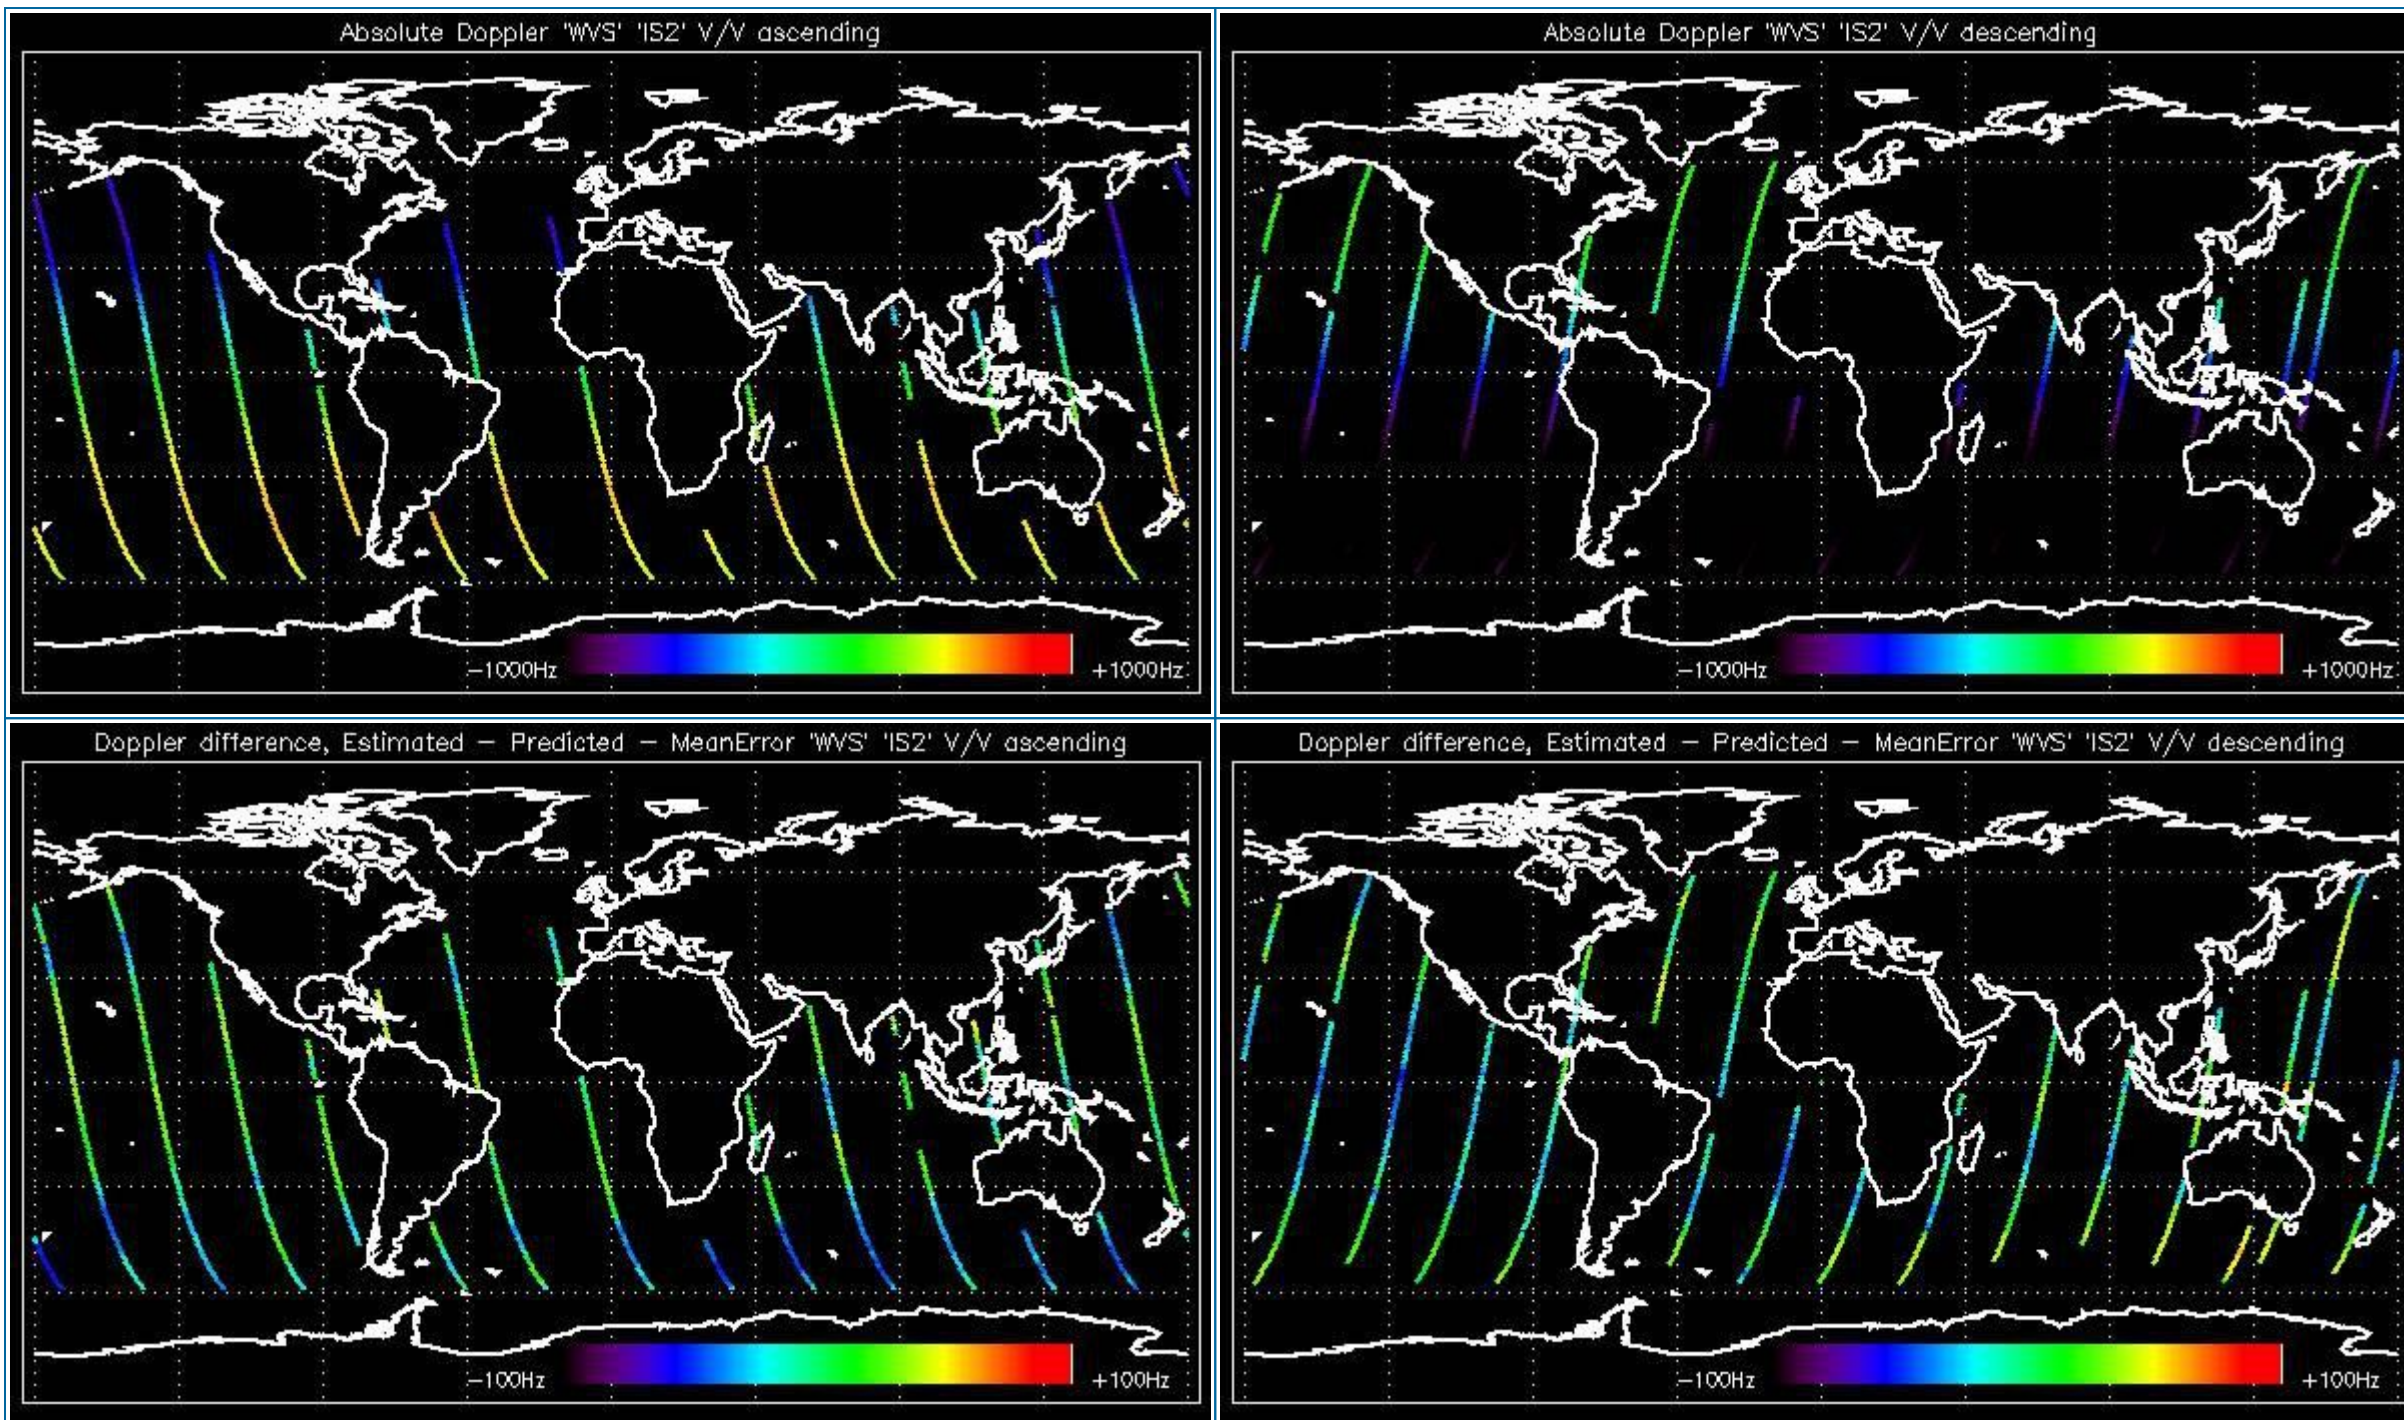 Absolute Doppler 'WVS' 'IS2' V/V ascending
−1000Hz
+1000Hz
Absolute Doppler 'WVS' 'IS2' V/V descending
−1000Hz
+1000Hz
Doppler difference, Estimated − Predicted − MeanError 'WVS' 'IS2' V/V ascending
−100Hz
+100Hz
Doppler difference, Estimated − Predicted − MeanError 'WVS' 'IS2' V/V descending
−100Hz
+100Hz